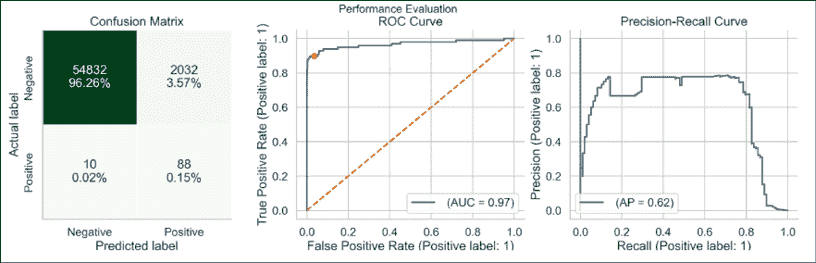 Performance Evaluation
Confusion Matrix
Actual label
Negative
Positive
54832
96.26%
2032
3.57%
10
0.02%
88
0.15%
Negative
Positive
Predicted label
ROC Curve
True Positive Rate (Positive label: 1)
1.0
0.8
0.6
0.4
0.2
0.0
(AUC = 0.97)
0.0 0.2 0.4 0.6 0.8 1.0
False Positive Rate (Positive label: 1)
Precision-Recall Curve
Precision (Positive label: 1)
1.0
0.8
0.6
0.4
0.2
0.0
(AP = 0.62)
0.0 0.2 0.4 0.6 0.8 1.0
Recall (Positive label: 1)